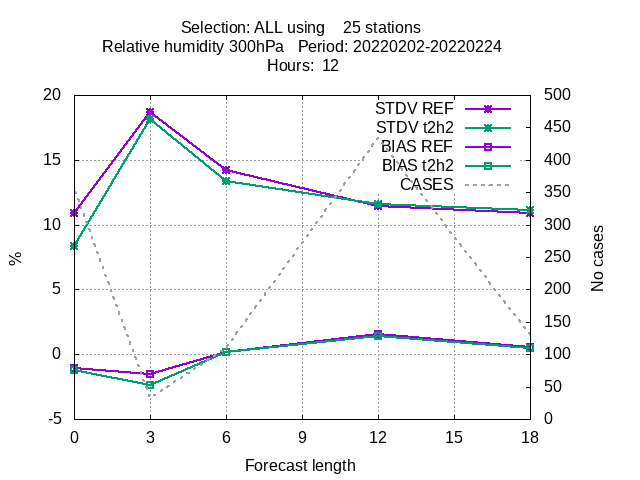 Selection: ALL using    25 stations
Relative humidity 300hPa   Period: 20220202-20220224
Hours:  12
STDV REF
STDV t2h2
BIAS REF
BIAS t2h2
CASES
20
15
10
5
0
-5
%
500
450
400
350
300
250
200
150
100
50
0
No cases
0 3 6 9 12 15 18
Forecast length